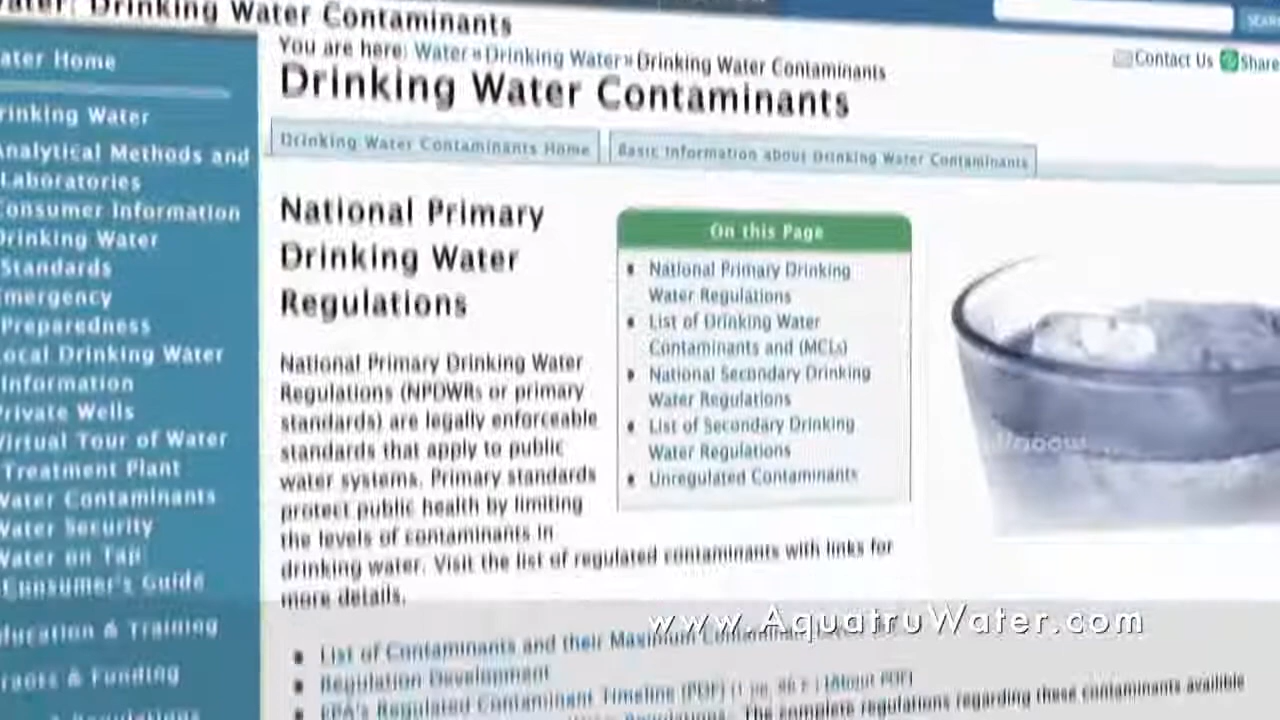 Drinking Water Contaminants
You are here: Water » Drinking Water » Drinking Water Contaminants
Contact Us Share
Drinking Water Contaminants
Drinking Water Contaminants Home
Basic Information about Drinking Water Contaminants
ater Home
rinking Water
Analytical Methods and
Laboratories
Consumer Information
Drinking Water
Standards
Emergency
Preparedness
Local Drinking Water
Information
Private Wells
Virtual Tour of Water
Treatment Plant
Water Contaminants
Water Security
Water on Tap
Consumer's Guide
ducation & Training
rants & Funding
National Primary
Drinking Water
Regulations
National Primary Drinking Water
Regulations (NPDWRs or primary
standards) are legally enforceable
standards that apply to public
water systems. Primary standards
protect public health by limiting
the levels of contaminants in
drinking water. Visit the list of regulated contaminants with links for
more details.
On this Page
National Primary Drinking
Water Regulations
List of Drinking Water
Contaminants and (MCLs)
National Secondary Drinking
Water Regulations
List of Secondary Drinking
Water Regulations
Unregulated Contaminants
www.AquatruWater.com
List of Contaminants and their Maximum Contaminant
Regulation Development
EPA's Regulated Contaminant Timeline (PDF) (About PDF)
The complete regulations regarding these contaminants available